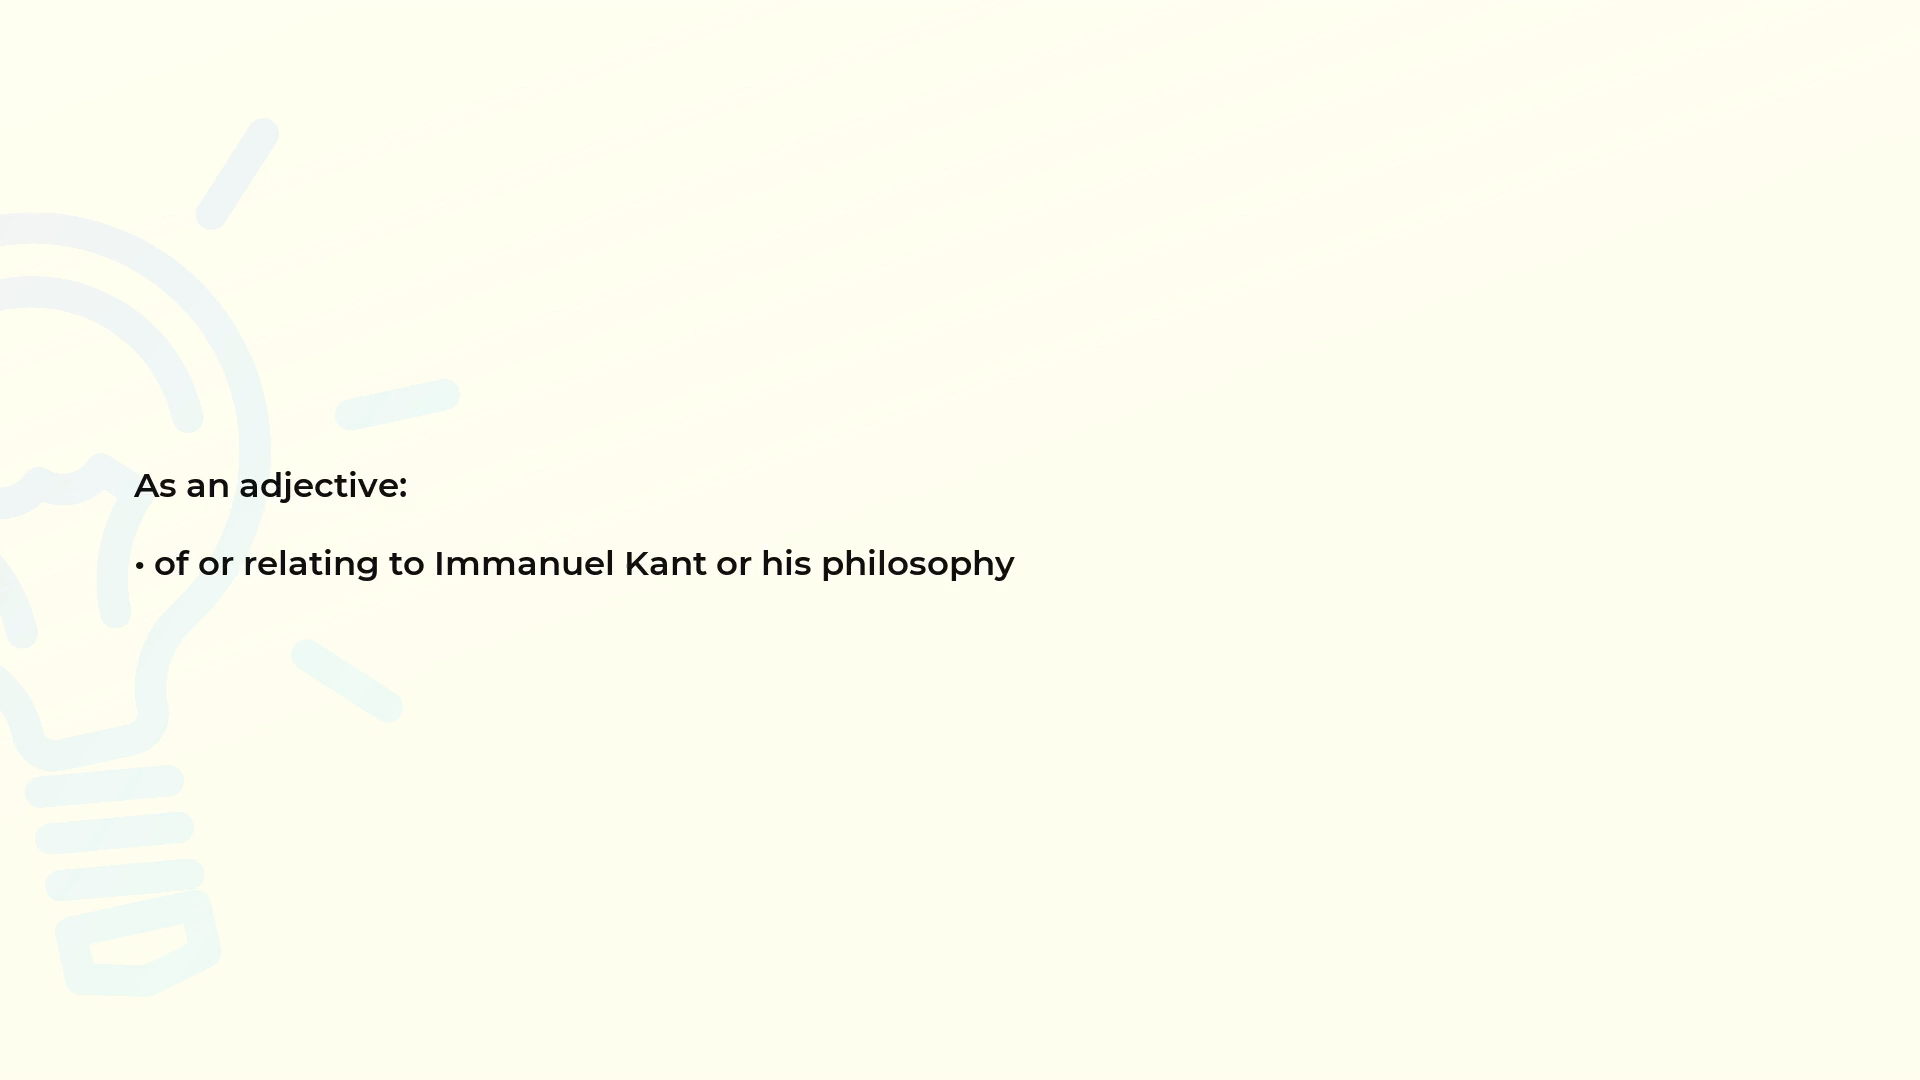 As an adjective:
• of or relating to Immanuel Kant or his philosophy